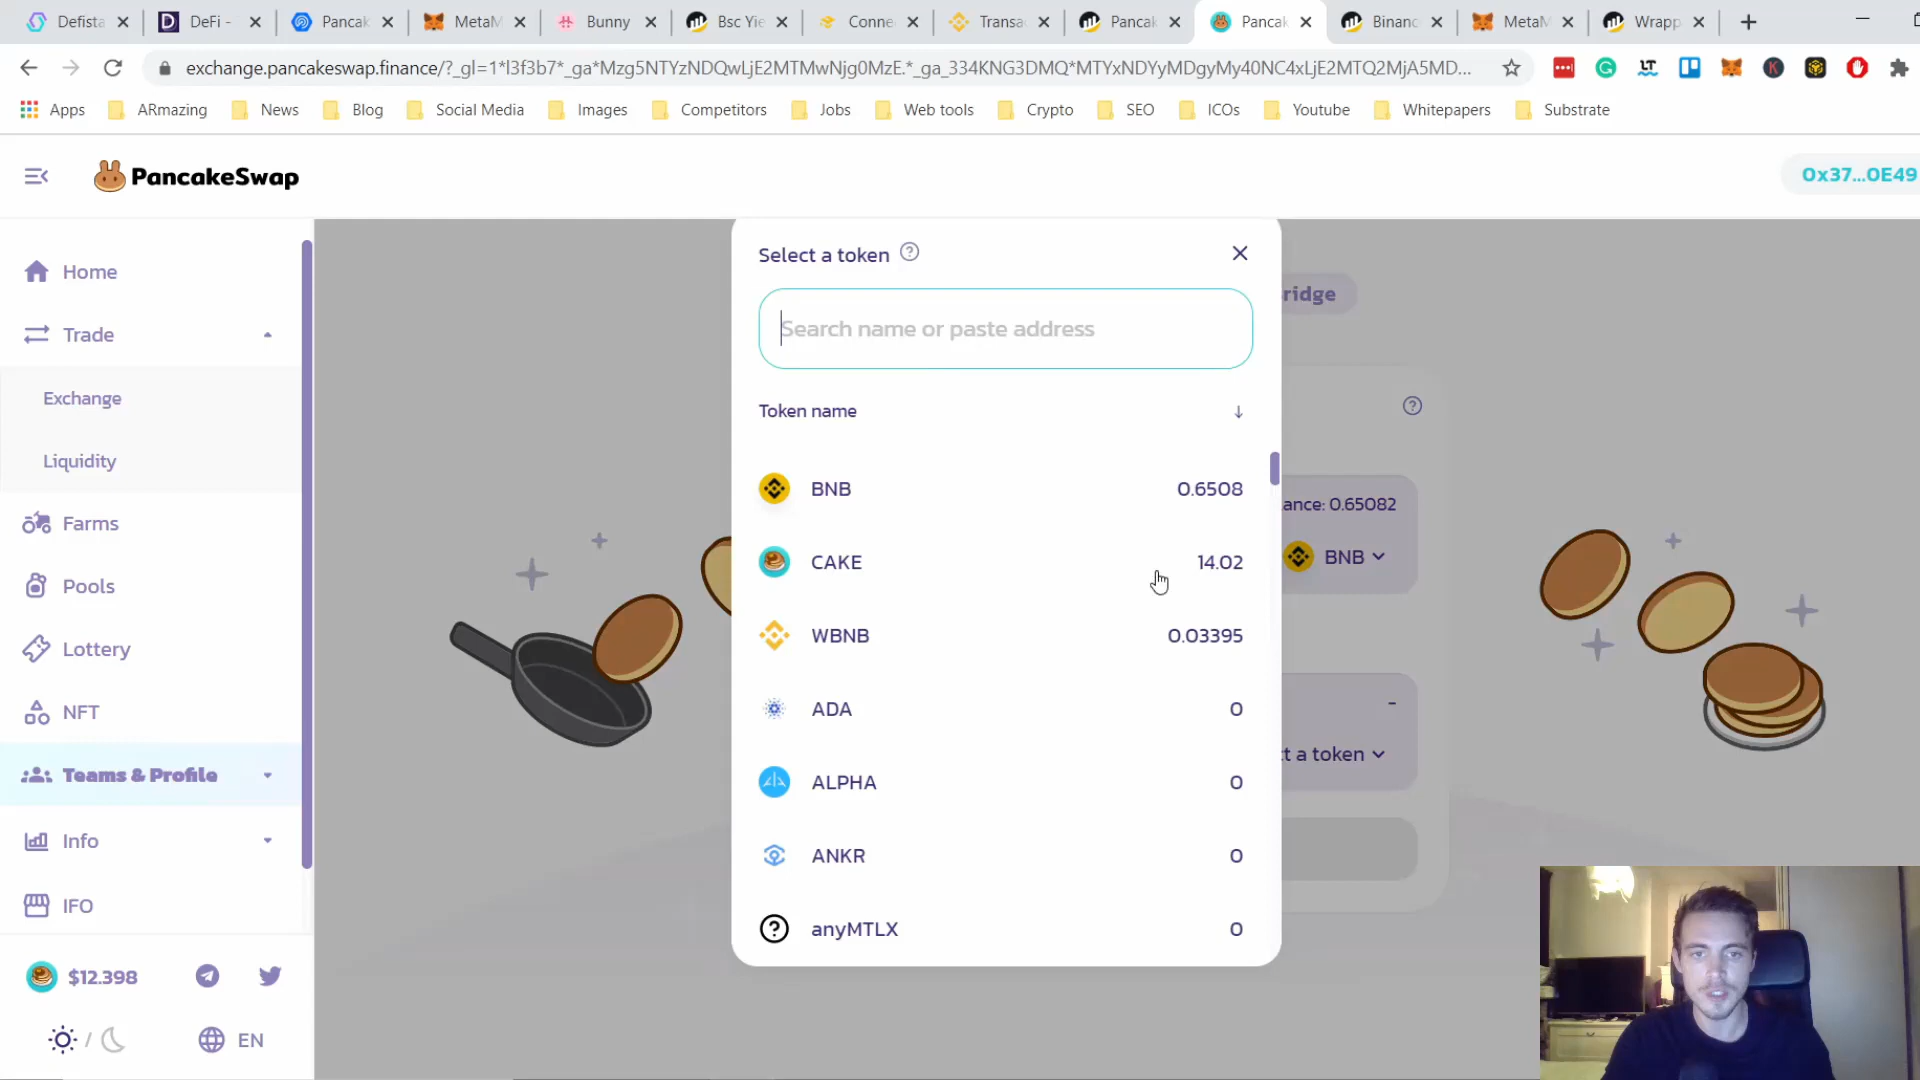 Defista
DeFi -
Pancak
MetaM
Bunny
Bsc Yie
Conne
Transa
Pancak
Pancak
Binanc
MetaM
Wrapp
exchange.pancakeswap.finance/?_gl=1*l3f3b7*_ga*Mzg5NTYzNDQwLjE2MTMwNjg0MzE.*_ga_334KNG3DMQ*MTYxNDYyMDgyMy40NC4xLjE2MTQ2MjA5MD...
Apps ARmazing News Blog Social Media Images Competitors Jobs Web tools Crypto SEO ICOs Youtube Whitepapers Substrate
PancakeSwap
0x37...0E49
Home
Trade
Exchange
Liquidity
Farms
Pools
Lottery
NFT
Teams & Profile
Info
IFO
$12.398
/
EN
Select a token
Search name or paste address
Token name
BNB 0.6508
CAKE 14.02
WBNB 0.03395
ADA 0
ALPHA 0
ANKR 0
anyMTLX 0
ridge
ance: 0.65082
BNB
-
t a token